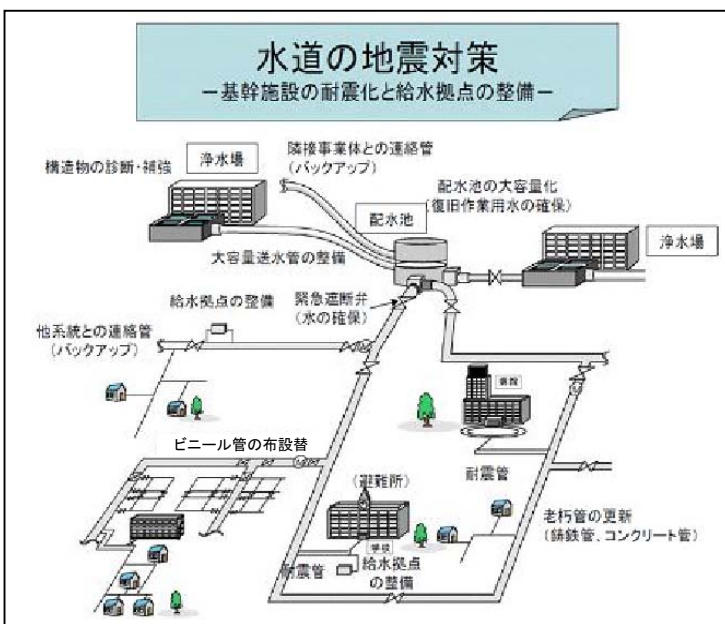 水道の地震対策
－基幹施設の耐震化と給水拠点の整備－
構造物の診断・補強
浄水場
隣接事業体との連絡管
(バックアップ)
配水池
配水池の大容量化
(復旧作業用水の確保)
浄水場
大容量送水管の整備
給水拠点の整備
緊急遮断弁
(水の確保)
他系統との連絡管
(バックアップ)
病院
ビニール管の布設替
耐震管
(避難所)
老朽管の更新
(鋳鉄管、コンクリート管)
学校
耐震管
給水拠点
の整備